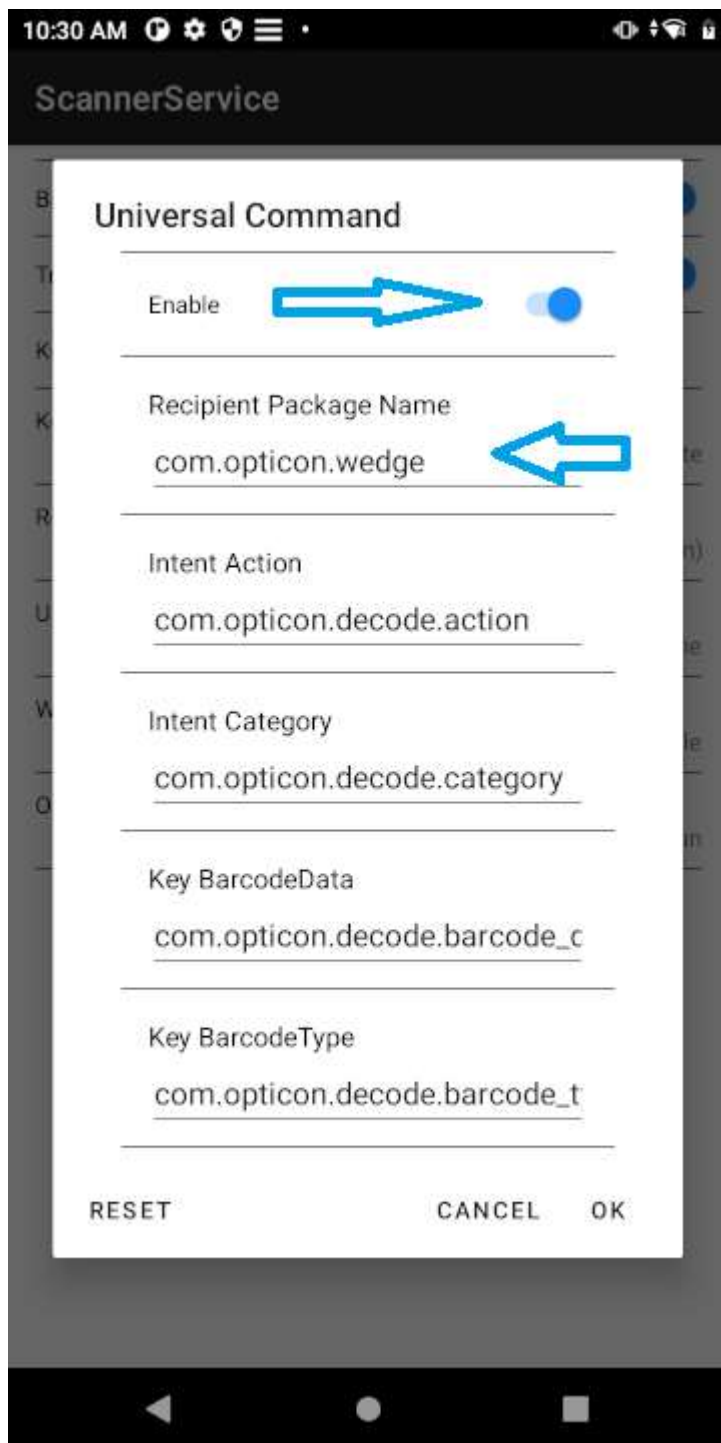 10:30 AM
ScannerService
Universal Command
Enable
Recipient Package Name
com.opticon.wedge
Intent Action
com.opticon.decode.action
Intent Category
com.opticon.decode.category
Key BarcodeData
com.opticon.decode.barcode_
Key BarcodeType
com.opticon.decode.barcode_t
RESET CANCEL OK